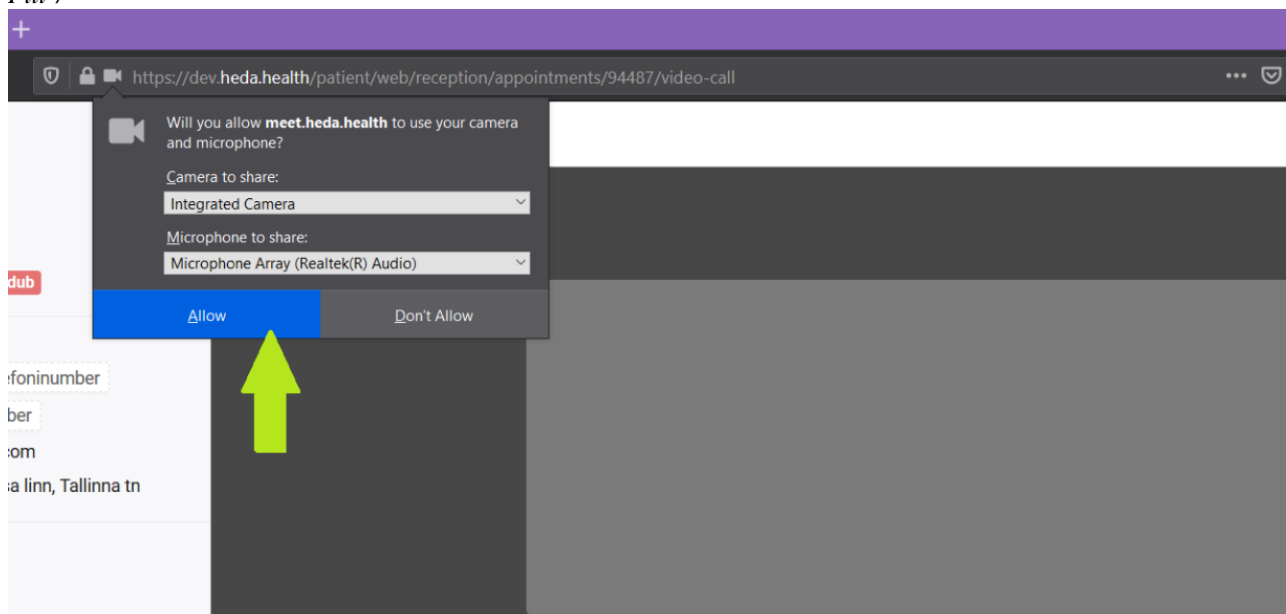 +
https://dev.heda.health/patient/web/reception/appointments/94487/video-call
Will you allow meet.heda.health to use your camera
and microphone?
Camera to share:
Integrated Camera
Microphone to share:
Microphone Array (Realtek(R) Audio)
Allow
Don't Allow
dub
efoninumber
ber
com
sa linn, Tallinna tn